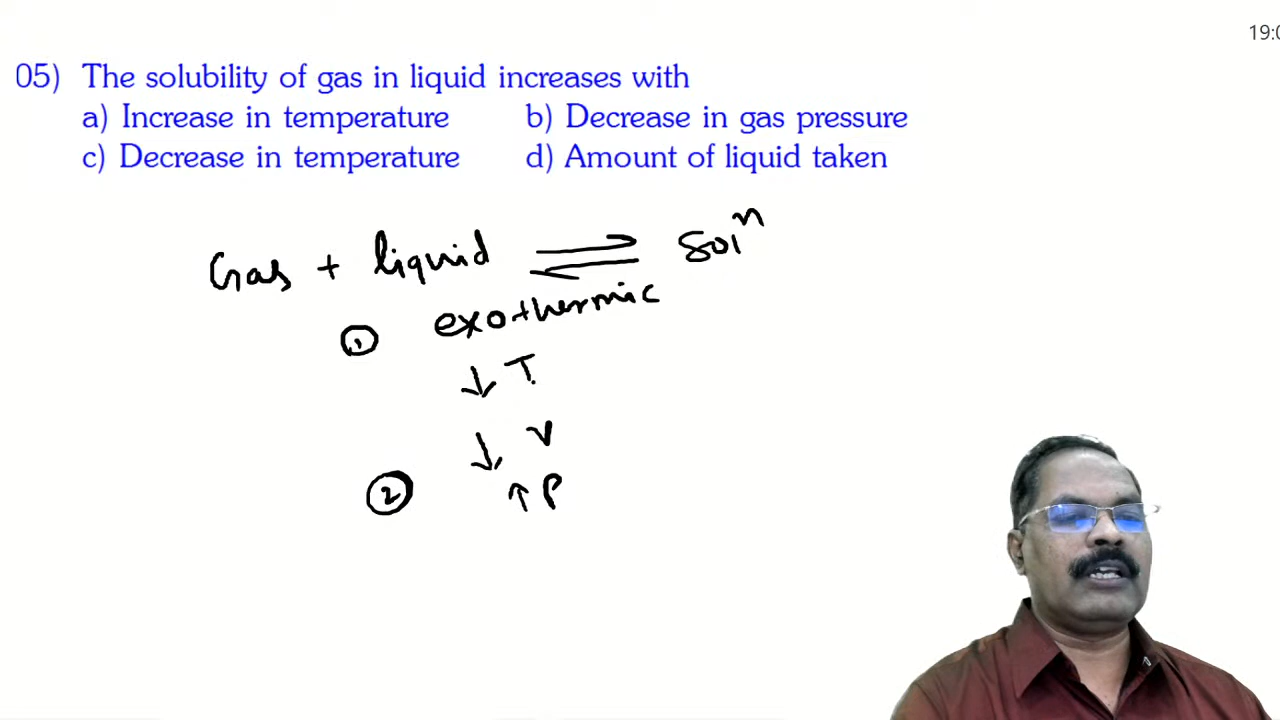 19:0
05) The solubility of gas in liquid increases with
a) Increase in temperature b) Decrease in gas pressure
c) Decrease in temperature d) Amount of liquid taken
Gas + liquid ⇌ solⁿ
① exothermic
↓ T
↓ V
② ↑ P